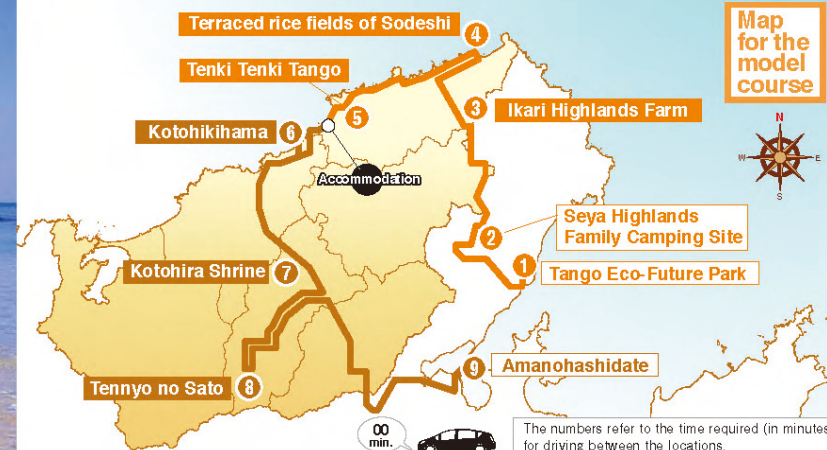 Map
for the
model
course
Terraced rice fields of Sodeshi
4
Tenki Tenki Tango
5
3
Ikari Highlands Farm
Kotohikihama
6
Accommodation
N
W
E
S
Seya Highlands
Family Camping Site
2
1
Tango Eco-Future Park
Kotohira Shrine
7
Tennyo no Sato
8
9
Amanohashidate
00
min.
The numbers refer to the time required (in minutes
for driving between the locations.